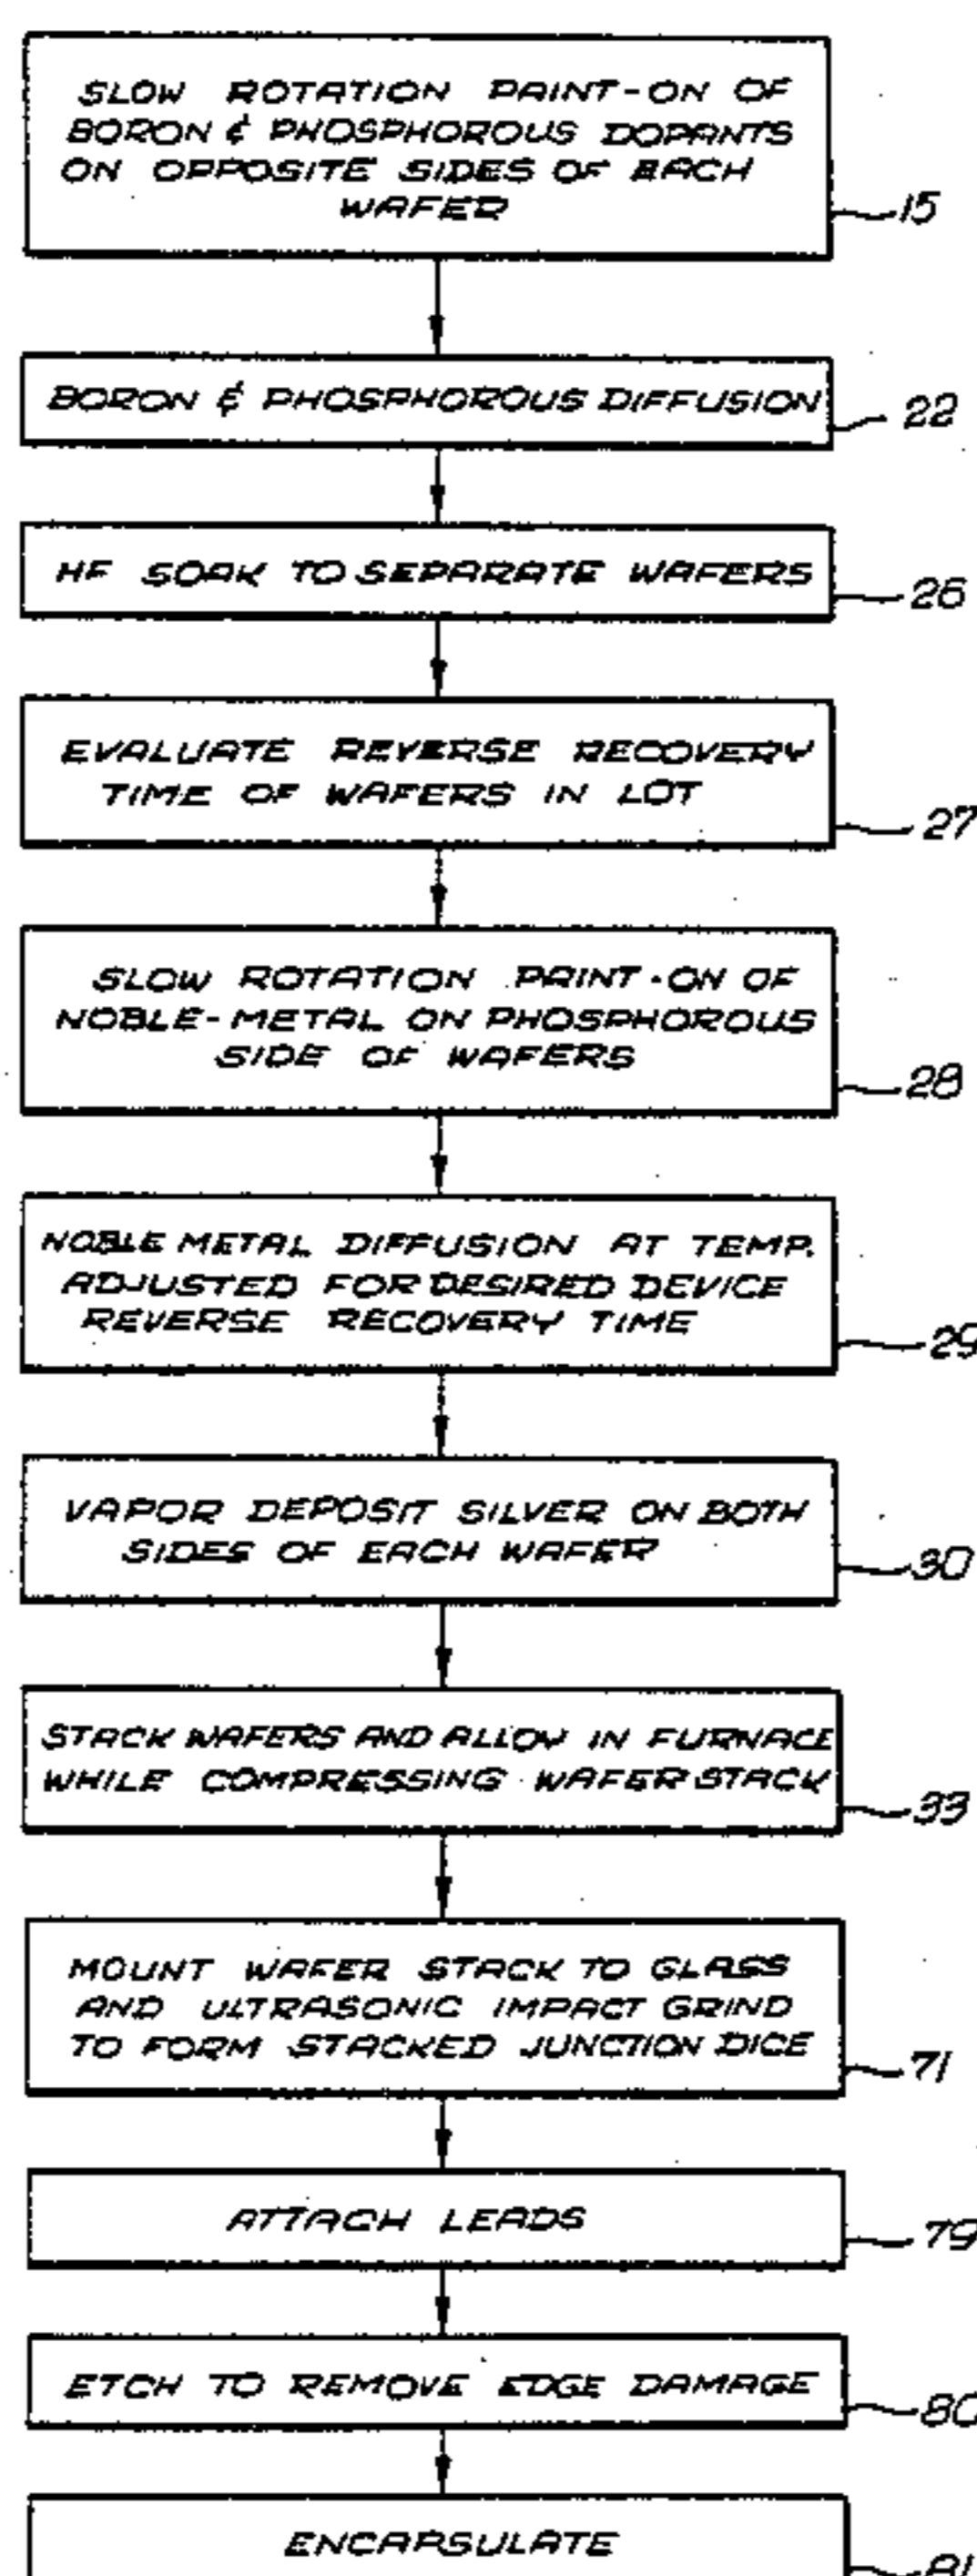 SLOW ROTATION PAINT-ON OF
BORON & PHOSPHOROUS DOPANTS
ON OPPOSITE SIDES OF EACH
WAFER
15
BORON & PHOSPHOROUS DIFFUSION
22
HF SOAK TO SEPARATE WAFERS
26
EVALUATE REVERSE RECOVERY
TIME OF WAFERS IN LOT
27
SLOW ROTATION PAINT-ON OF
NOBLE-METAL ON PHOSPHOROUS
SIDE OF WAFERS
28
NOBLE METAL DIFFUSION AT TEMP.
ADJUSTED FOR DESIRED DEVICE
REVERSE RECOVERY TIME
29
VAPOR DEPOSIT SILVER ON BOTH
SIDES OF EACH WAFER
30
STACK WAFERS AND ALLOY IN FURNACE
WHILE COMPRESSING WAFER STACK
33
MOUNT WAFER STACK TO GLASS
AND ULTRASONIC IMPACT GRIND
TO FORM STACKED JUNCTION DICE
71
ATTACH LEADS
79
ETCH TO REMOVE EDGE DAMAGE
80
ENCAPSULATE
81